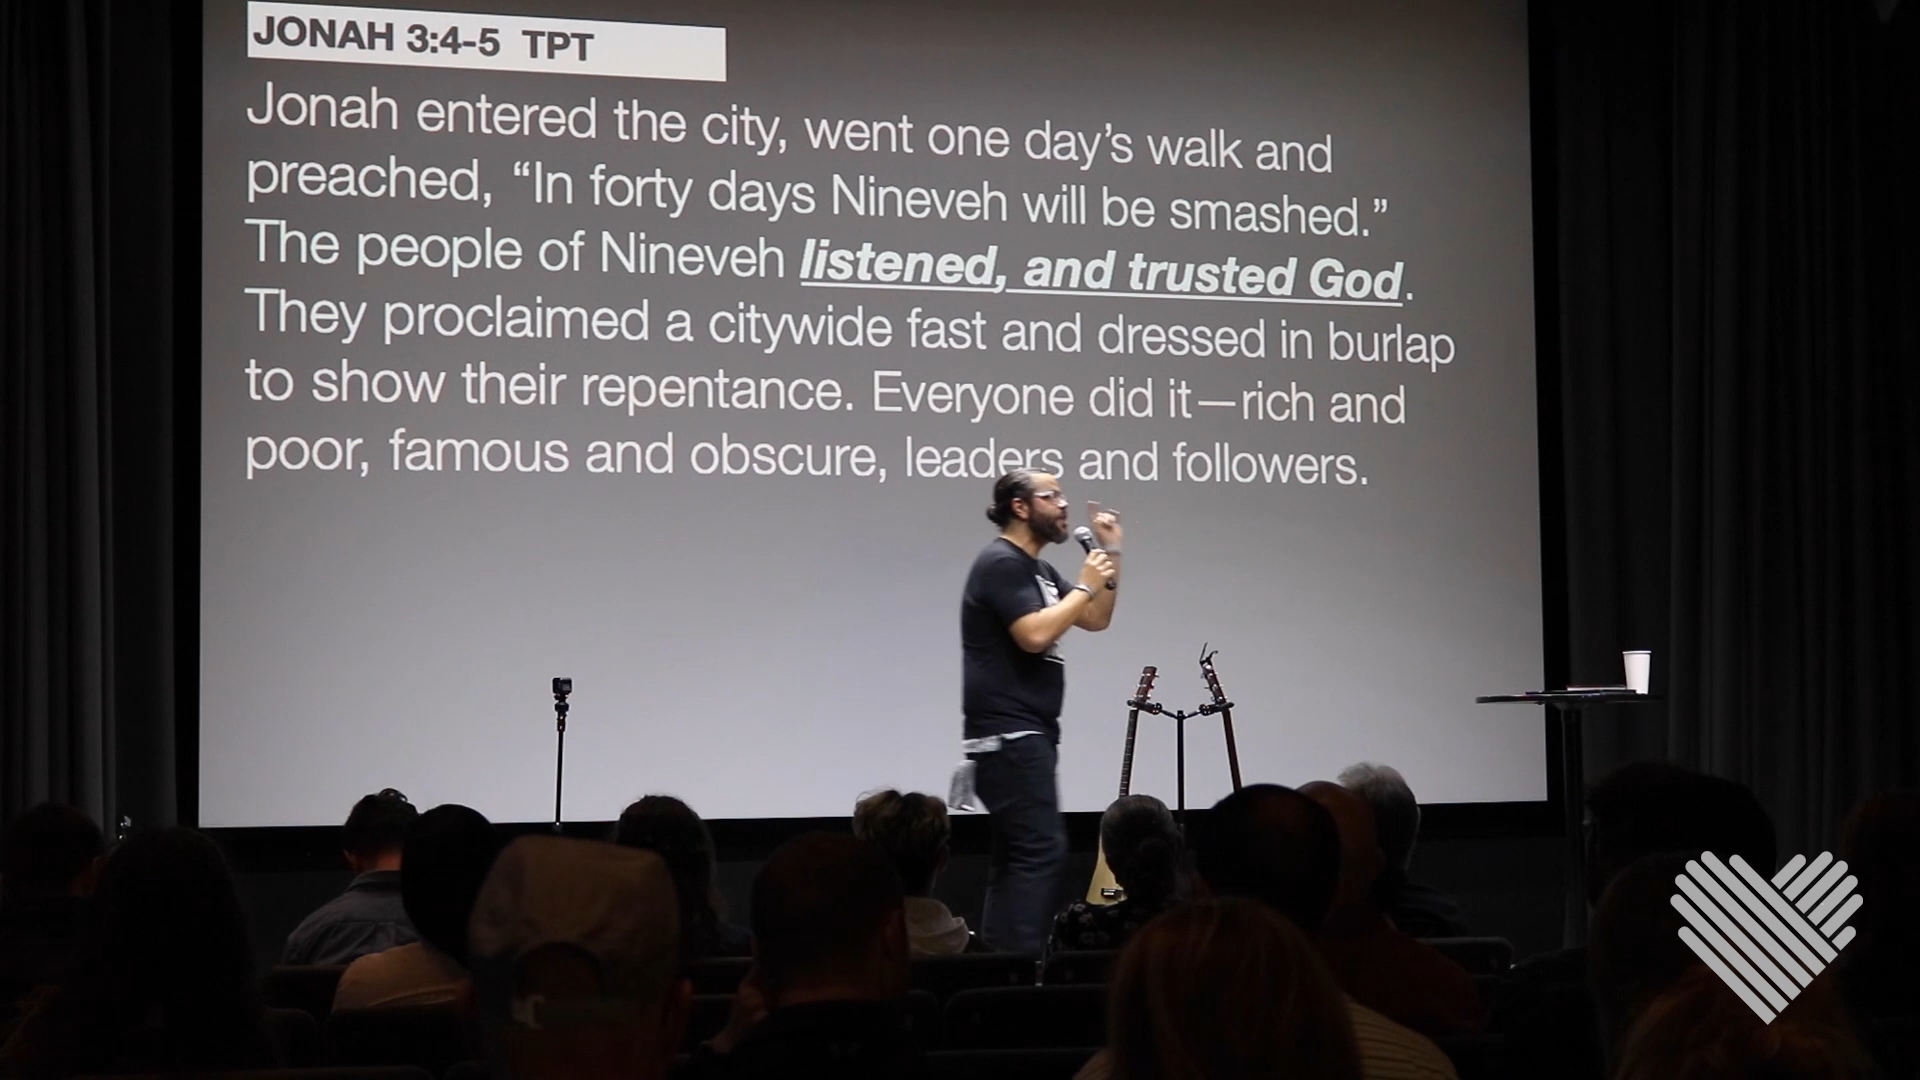 JONAH 3:4-5 TPT
Jonah entered the city, went one day’s walk and
preached, “In forty days Nineveh will be smashed.”
The people of Nineveh listened, and trusted God.
They proclaimed a citywide fast and dressed in burlap
to show their repentance. Everyone did it—rich and
poor, famous and obscure, leaders and followers.